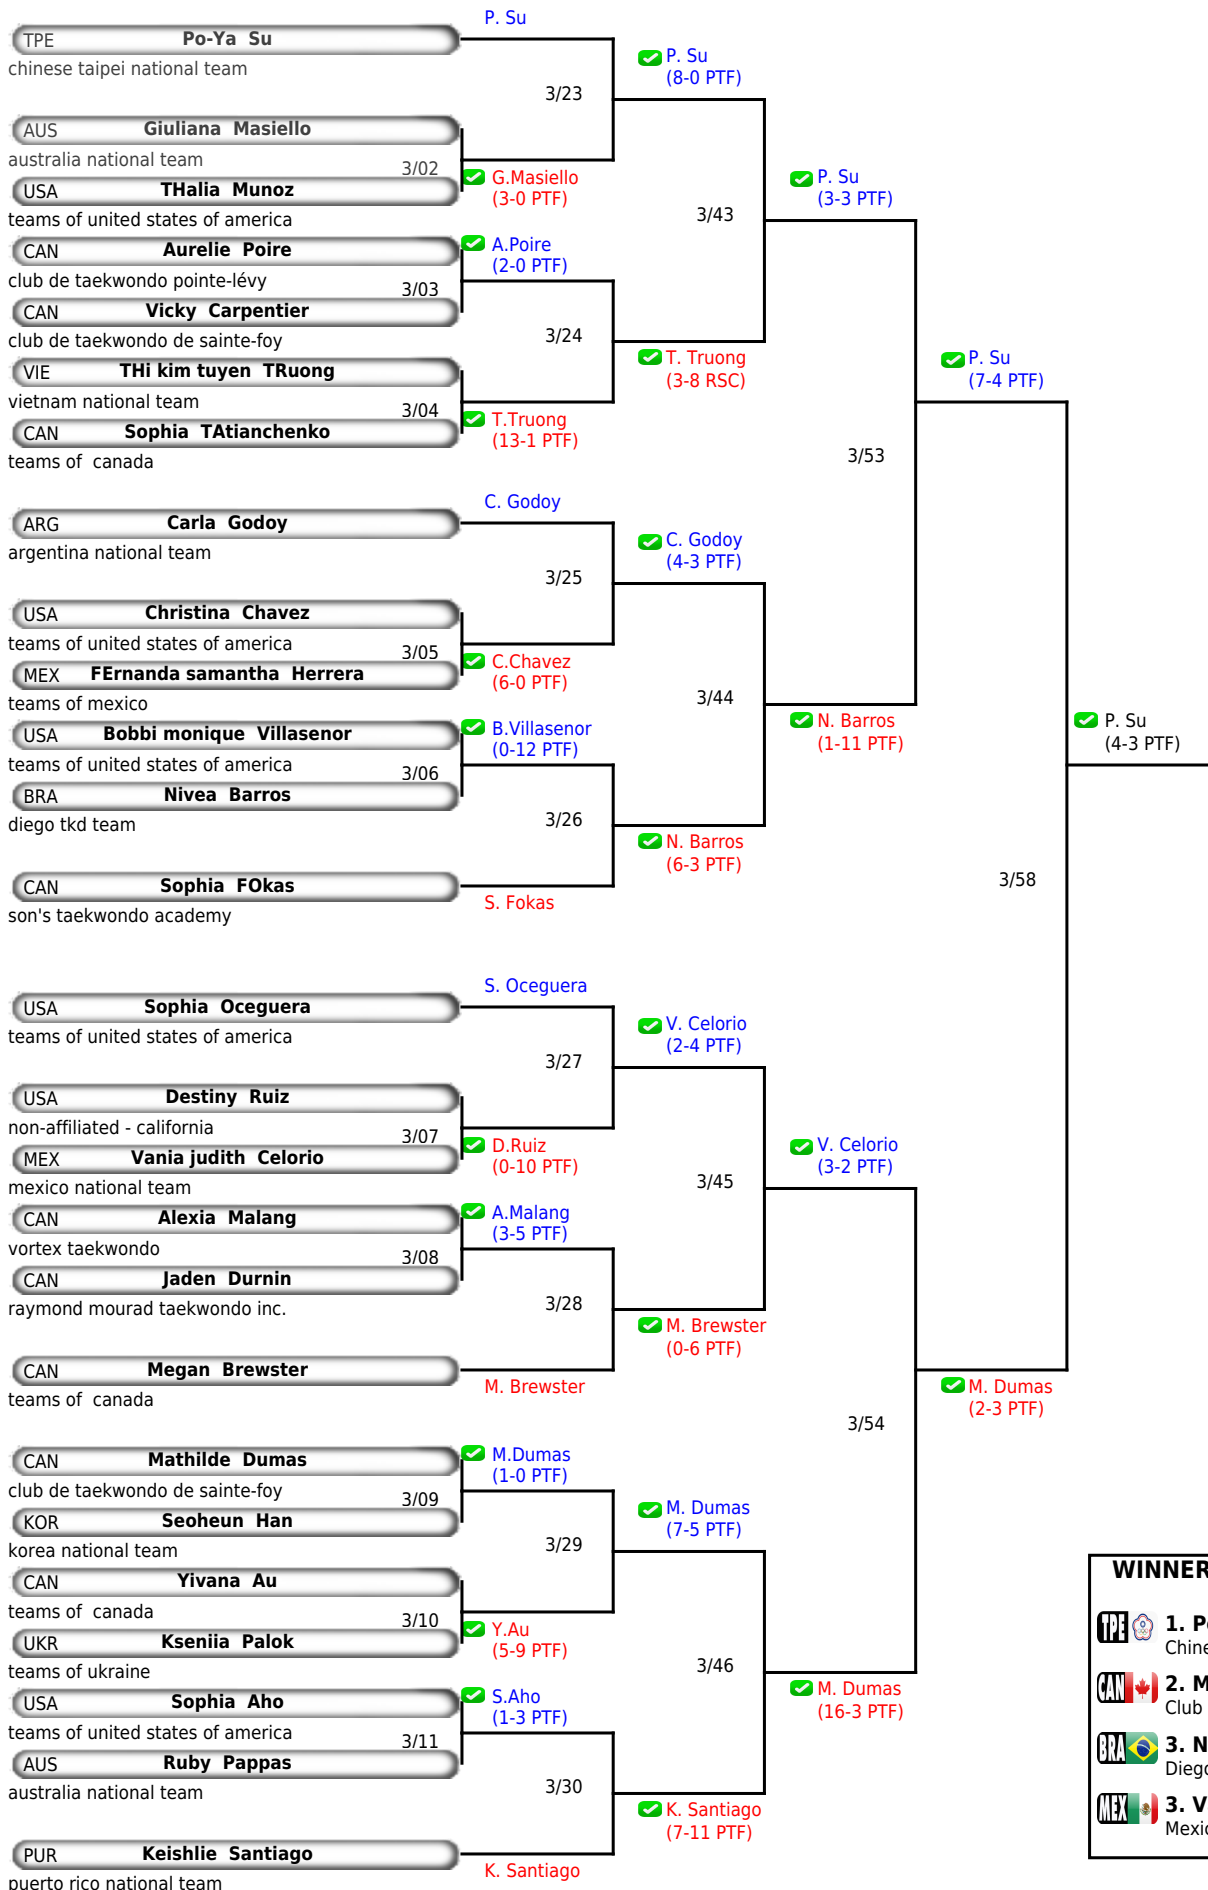 P. Su
TPE Po-Ya Su
chinese taipei national team
P. Su
(8-0 PTF)
3/23
AUS Giuliana Masiello
australia national team
3/02
G.Masiello
(3-0 PTF)
USA THalia Munoz
teams of united states of america
P. Su
(3-3 PTF)
3/43
CAN Aurelie Poire
club de taekwondo pointe-lévy
A.Poire
(2-0 PTF)
3/03
CAN Vicky Carpentier
club de taekwondo de sainte-foy
3/24
T. Truong
(3-8 RSC)
VIE THi kim tuyen TRuong
vietnam national team
3/04
T.Truong
(13-1 PTF)
CAN Sophia TAtianchenko
teams of canada
P. Su
(7-4 PTF)
3/53
C. Godoy
ARG Carla Godoy
argentina national team
C. Godoy
(4-3 PTF)
3/25
USA Christina Chavez
teams of united states of america
3/05
C.Chavez
(6-0 PTF)
MEX FErnanda samantha Herrera
teams of mexico
3/44
N. Barros
(1-11 PTF)
USA Bobbi monique Villasenor
teams of united states of america
B.Villasenor
(0-12 PTF)
3/06
BRA Nivea Barros
diego tkd team
3/26
N. Barros
(6-3 PTF)
CAN Sophia FOkas
son's taekwondo academy
S. Fokas
P. Su
(4-3 PTF)
3/58
S. Oceguera
USA Sophia Oceguera
teams of united states of america
V. Celorio
(2-4 PTF)
3/27
USA Destiny Ruiz
non-affiliated - california
3/07
D.Ruiz
(0-10 PTF)
MEX Vania judith Celorio
mexico national team
V. Celorio
(3-2 PTF)
3/45
CAN Alexia Malang
vortex taekwondo
A.Malang
(3-5 PTF)
3/08
CAN Jaden Durnin
raymond mourad taekwondo inc.
3/28
M. Brewster
(0-6 PTF)
CAN Megan Brewster
teams of canada
M. Brewster
M. Dumas
(2-3 PTF)
3/54
CAN Mathilde Dumas
club de taekwondo de sainte-foy
M.Dumas
(1-0 PTF)
3/09
KOR Seoheun Han
korea national team
M. Dumas
(7-5 PTF)
3/29
CAN Yivana Au
teams of canada
3/10
Y.Au
(5-9 PTF)
UKR Kseniia Palok
teams of ukraine
3/46
M. Dumas
(16-3 PTF)
USA Sophia Aho
teams of united states of america
S.Aho
(1-3 PTF)
3/11
AUS Ruby Pappas
australia national team
3/30
K. Santiago
(7-11 PTF)
PUR Keishlie Santiago
puerto rico national team
K. Santiago
WINNER
TPE 1. P
Chine
CAN 2. M
Club
BRA 3. N
Diego
MEX 3. V
Mexic